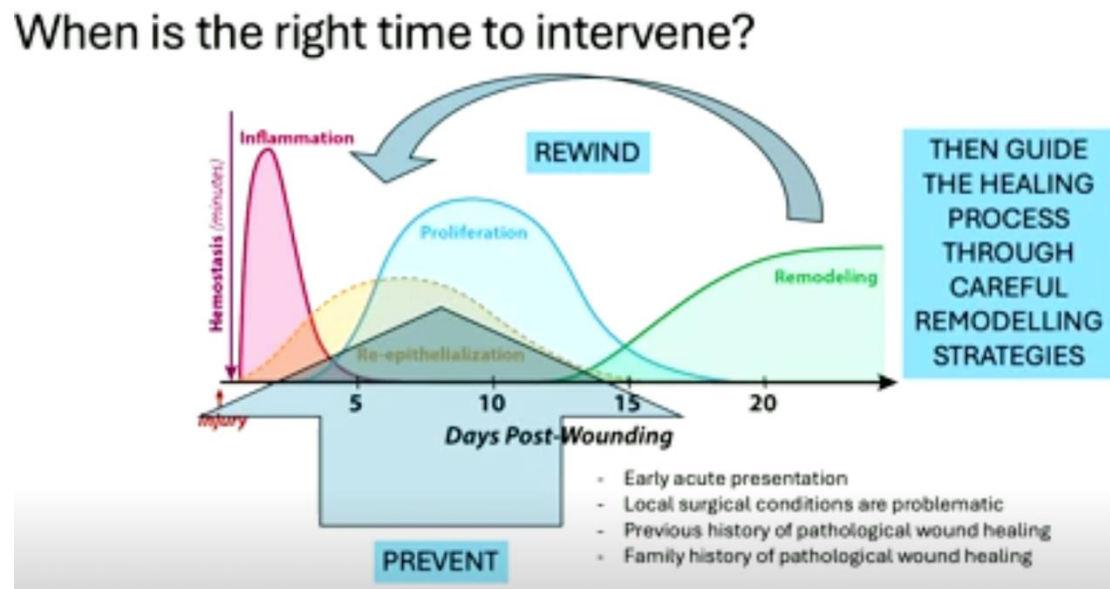 When is the right time to intervene?
Inflammation
REWIND
THEN GUIDE
THE HEALING
PROCESS
THROUGH
CAREFUL
REMODELLING
STRATEGIES
Hemostasis (minutes)
Proliferation
Remodeling
Re-epithelialization
5 10 15 20
Injury
Days Post-Wounding
- Early acute presentation
- Local surgical conditions are problematic
- Previous history of pathological wound healing
- Family history of pathological wound healing
PREVENT